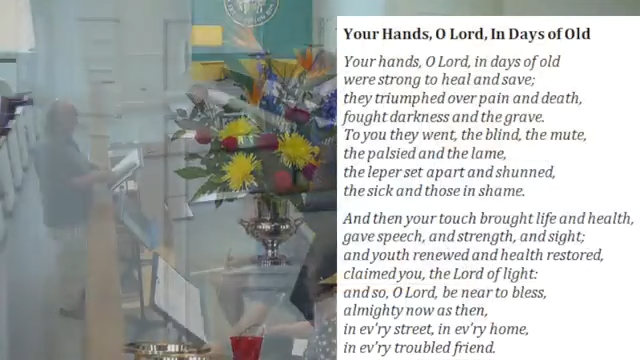 Your Hands, O Lord, In Days of Old
Your hands, O Lord, in days of old
were strong to heal and save;
they triumphed over pain and death,
fought darkness and the grave.
To you they went, the blind, the mute,
the palsied and the lame,
the leper set apart and shunned,
the sick and those in shame.
And then your touch brought life and health,
gave speech, and strength, and sight;
and youth renewed and health restored,
claimed you, the Lord of light:
and so, O Lord, be near to bless,
almighty now as then,
in ev'ry street, in ev'ry home,
in ev'ry troubled friend.